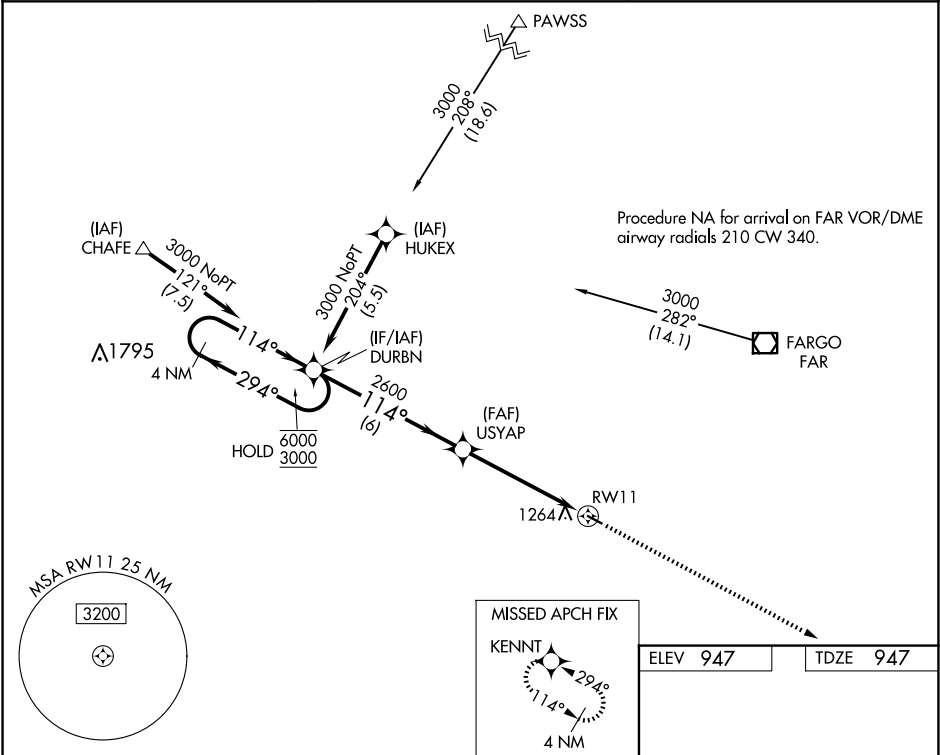 PAWSS
3000
208°
(18.6)
(IAF)
CHAFE
3000 NoPT
121°
(7.5)
(IAF)
HUKEX
3000 NoPT
204°
(5.5)
Procedure NA for arrival on FAR VOR/DME
airway radials 210 CW 340.
3000
282°
(14.1)
FARGO
FAR
(IF/IAF)
DURBN
1795
4 NM
114°
294°
HOLD
6000
3000
2600
114°
(6)
(FAF)
USYAP
RW11
1264
MSA RW11 25 NM
3200
MISSED APCH FIX
KENNT
294°
114°
4 NM
ELEV 947
TDZE 947